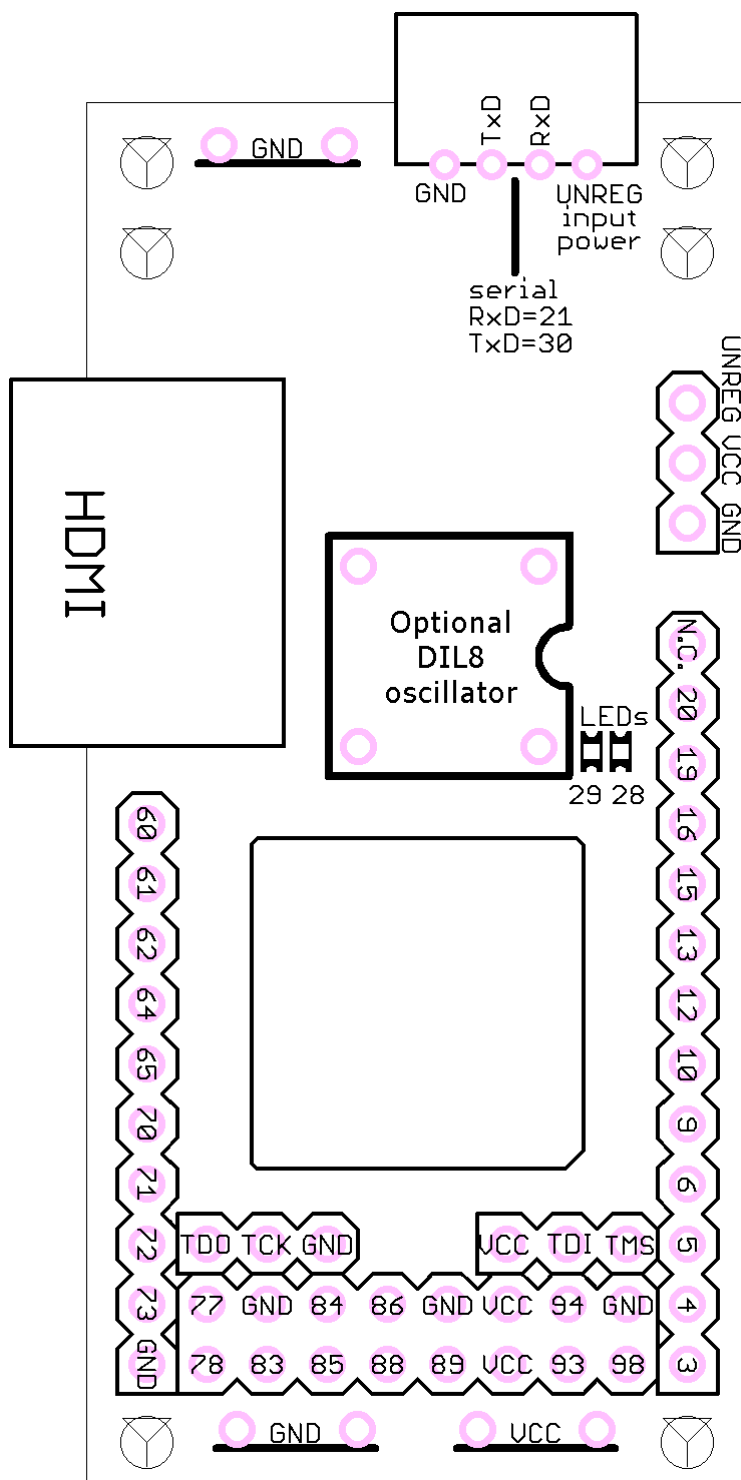 GND
TxD
RxD
GND
UNREG
input
power
serial
RxD=21
TxD=30
UNREG VCC GND
HDMI
Optional
DIL8
oscillator
LEDs
29 28
N.C.
20
19
16
15
13
12
10
9
6
5
4
3
60
61
62
64
65
70
71
72
73
GND
TDO TCK GND
VCC TDI TMS
77 GND 84 86 GND VCC 94 GND
78 83 85 88 89 VCC 93 98
GND
VCC